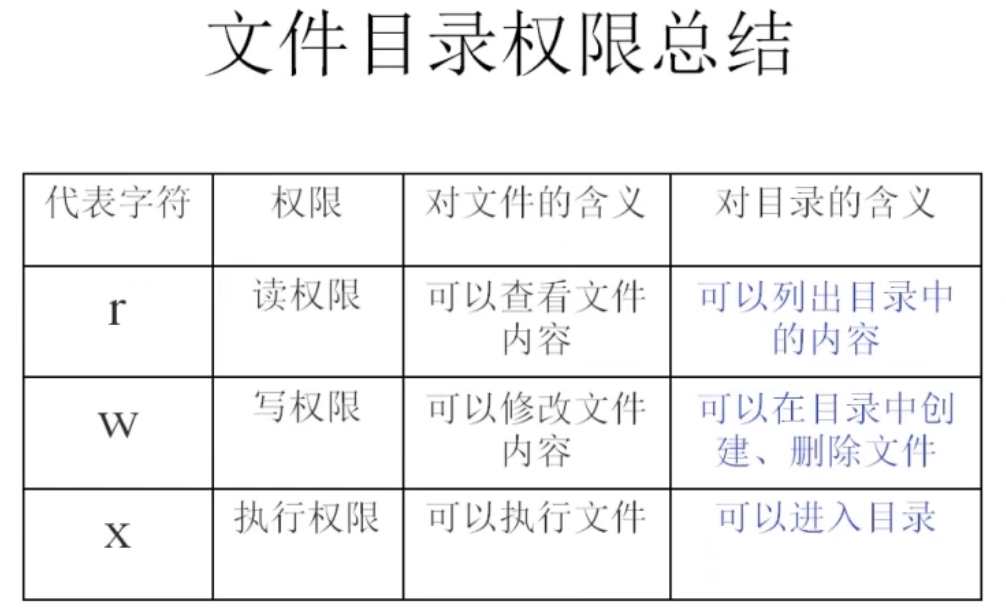 文件目录权限总结
代表字符 权限 对文件的含义 对目录的含义
r 读权限 可以查看文件内容 可以列出目录中的内容
w 写权限 可以修改文件内容 可以在目录中创建、删除文件
x 执行权限 可以执行文件 可以进入目录